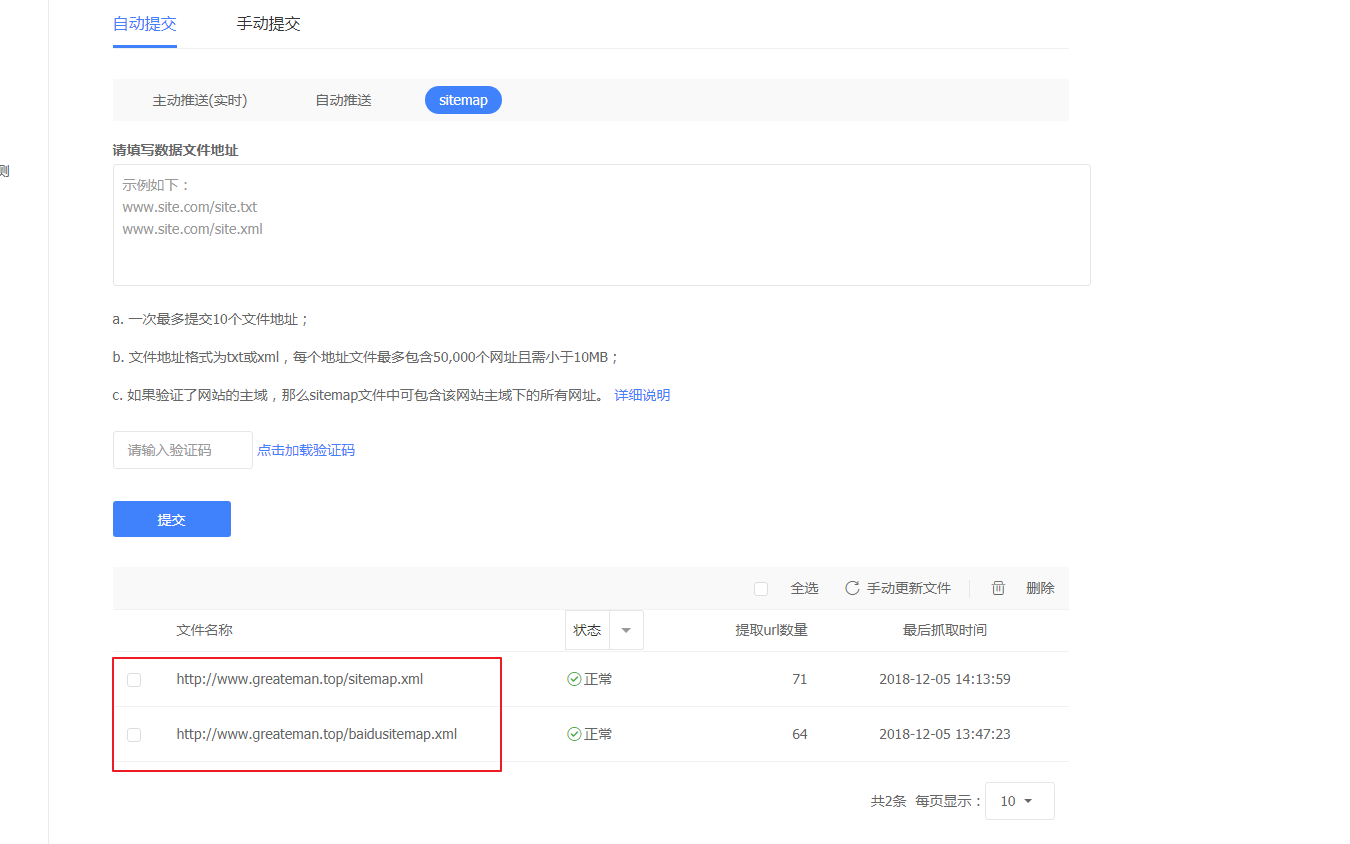 自动提交 手动提交
主动推送(实时) 自动推送 sitemap
测
请填写数据文件地址
示例如下：
www.site.com/site.txt
www.site.com/site.xml
a. 一次最多提交10个文件地址；
b. 文件地址格式为txt或xml，每个地址文件最多包含50,000个网址且需小于10MB；
c. 如果验证了网站的主域，那么sitemap文件中可包含该网站主域下的所有网址。 详细说明
请输入验证码 点击加载验证码
提交
全选 手动更新文件 删除
文件名称 状态 提取url数量 最后抓取时间
http://www.greateman.top/sitemap.xml 正常 71 2018-12-05 14:13:59
http://www.greateman.top/baidusitemap.xml 正常 64 2018-12-05 13:47:23
共2条 每页显示： 10